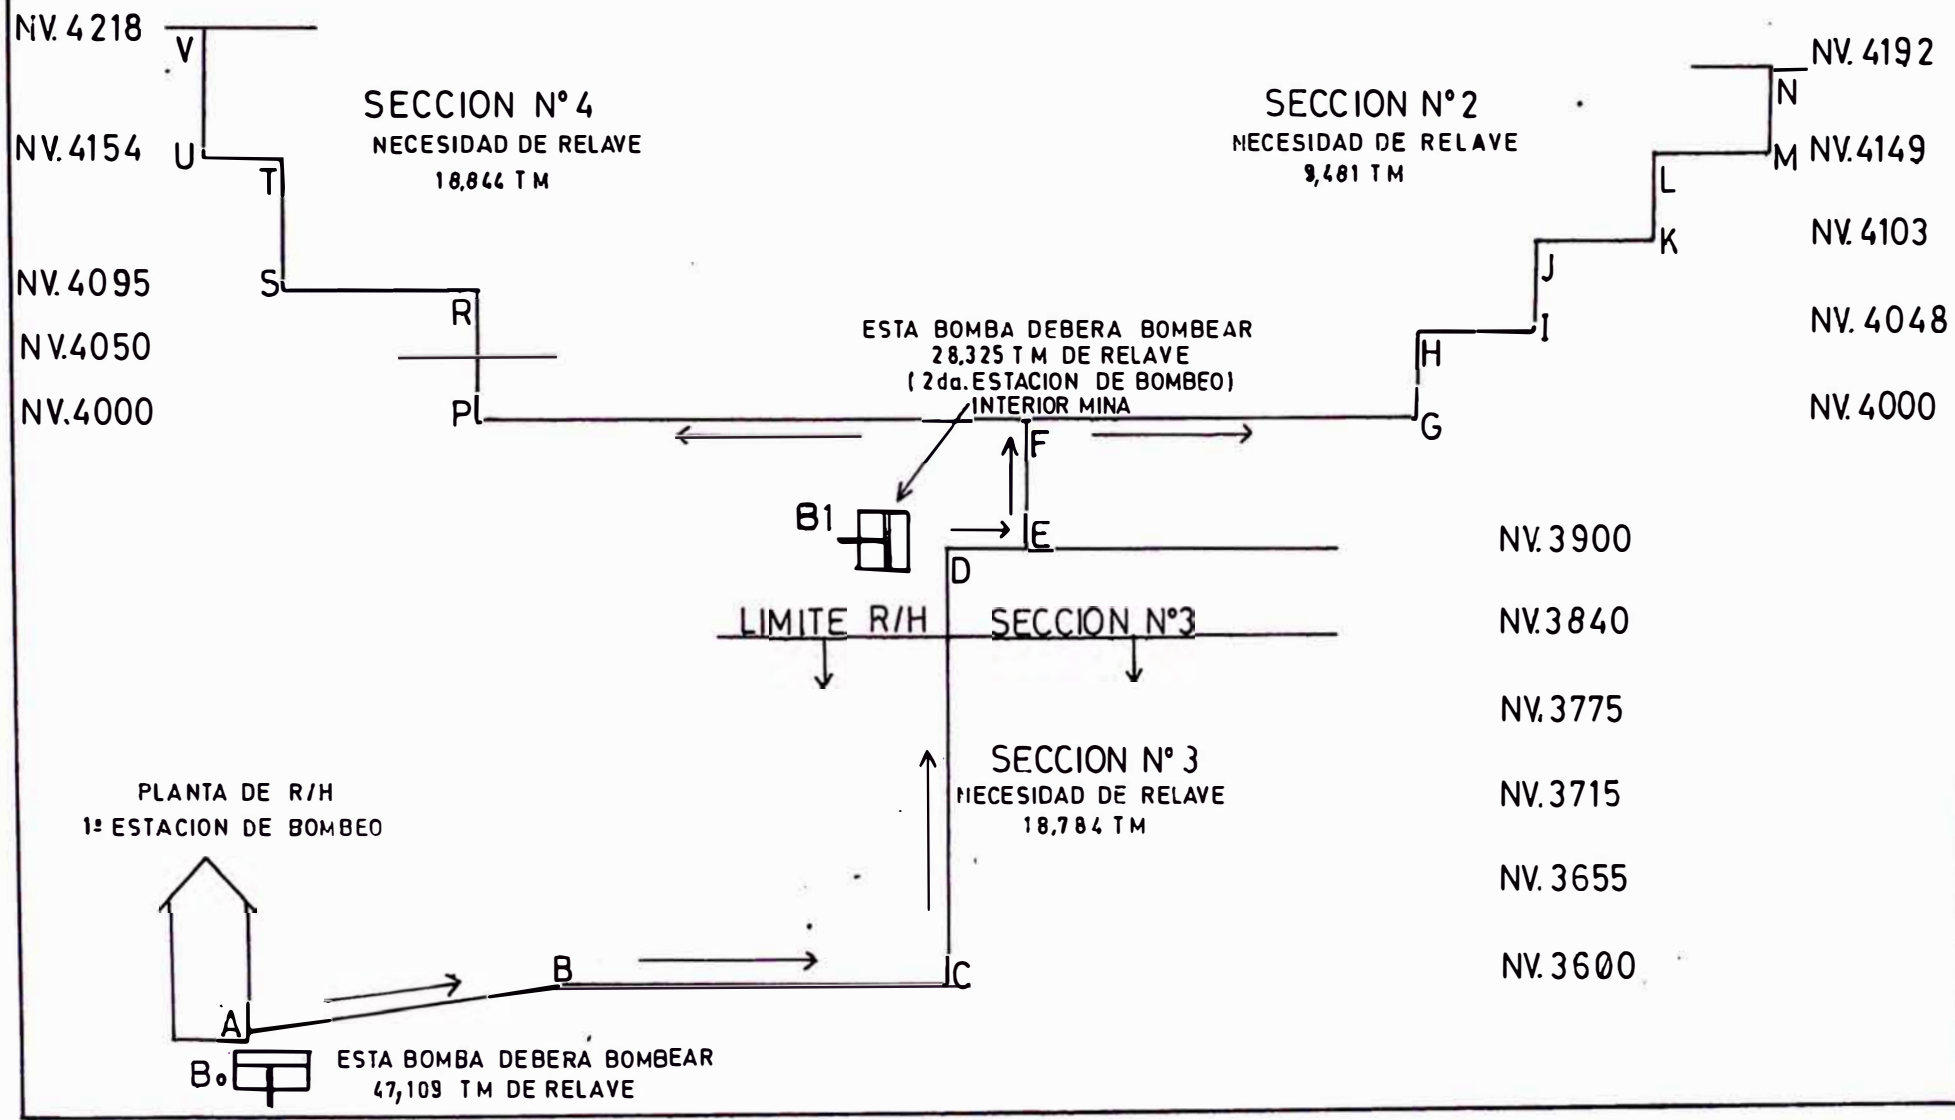 NV. 4218
V
NV. 4192
N
SECCION N° 4
NECESIDAD DE RELAVE
18,844 TM
SECCION N° 2
NECESIDAD DE RELAVE
9,481 TM
NV. 4154
U
T
L
M
NV. 4149
K
NV. 4103
J
NV. 4095
S
R
I
NV. 4048
H
NV. 4050
ESTA BOMBA DEBERA BOMBEAR
28,325 TM DE RELAVE
(2da. ESTACION DE BOMBEO)
INTERIOR MINA
NV. 4000
P
F
G
NV. 4000
B1
E
D
NV. 3900
LIMITE R/H SECCION N°3
NV. 3840
NV. 3775
SECCION N° 3
NECESIDAD DE RELAVE
18,784 TM
NV. 3715
PLANTA DE R/H
1ª ESTACION DE BOMBEO
NV. 3655
B
C
NV. 3600
A
Bo
ESTA BOMBA DEBERA BOMBEAR
47,109 TM DE RELAVE